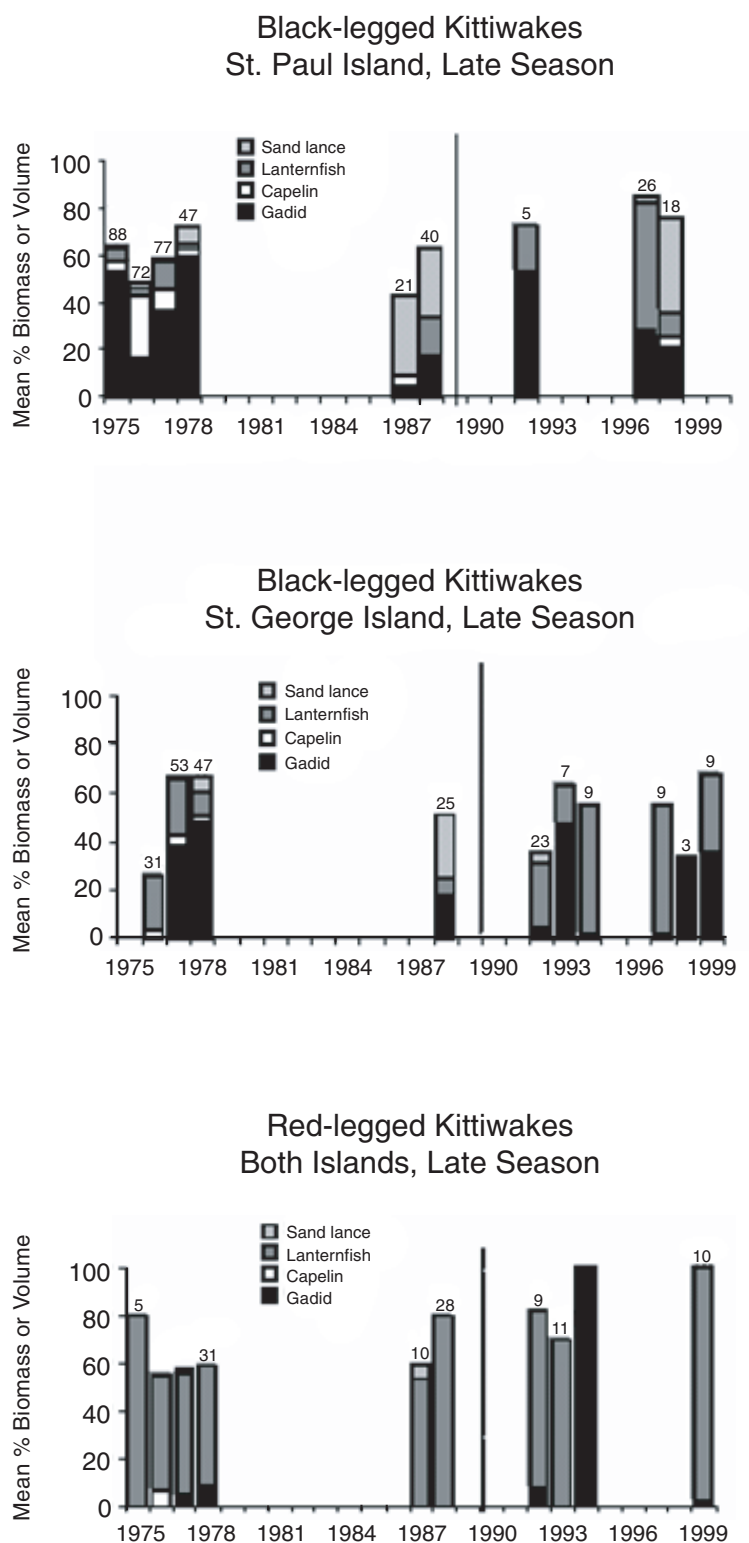 Black-legged Kittiwakes
St. Paul Island, Late Season
Mean % Biomass or Volume
100
80
60
40
20
0
Sand lance
Lanternfish
Capelin
Gadid
88
72
77
47
21
40
5
26
18
1975 1978 1981 1984 1987 1990 1993 1996 1999
Black-legged Kittiwakes
St. George Island, Late Season
Mean % Biomass or Volume
100
80
60
40
20
0
Sand lance
Lanternfish
Capelin
Gadid
31
53 47
25
23
7
9
9
3
9
1975 1978 1981 1984 1987 1990 1993 1996 1999
Red-legged Kittiwakes
Both Islands, Late Season
Mean % Biomass or Volume
100
80
60
40
20
0
Sand lance
Lanternfish
Capelin
Gadid
5
31
10
28
9
11
10
1975 1978 1981 1984 1987 1990 1993 1996 1999